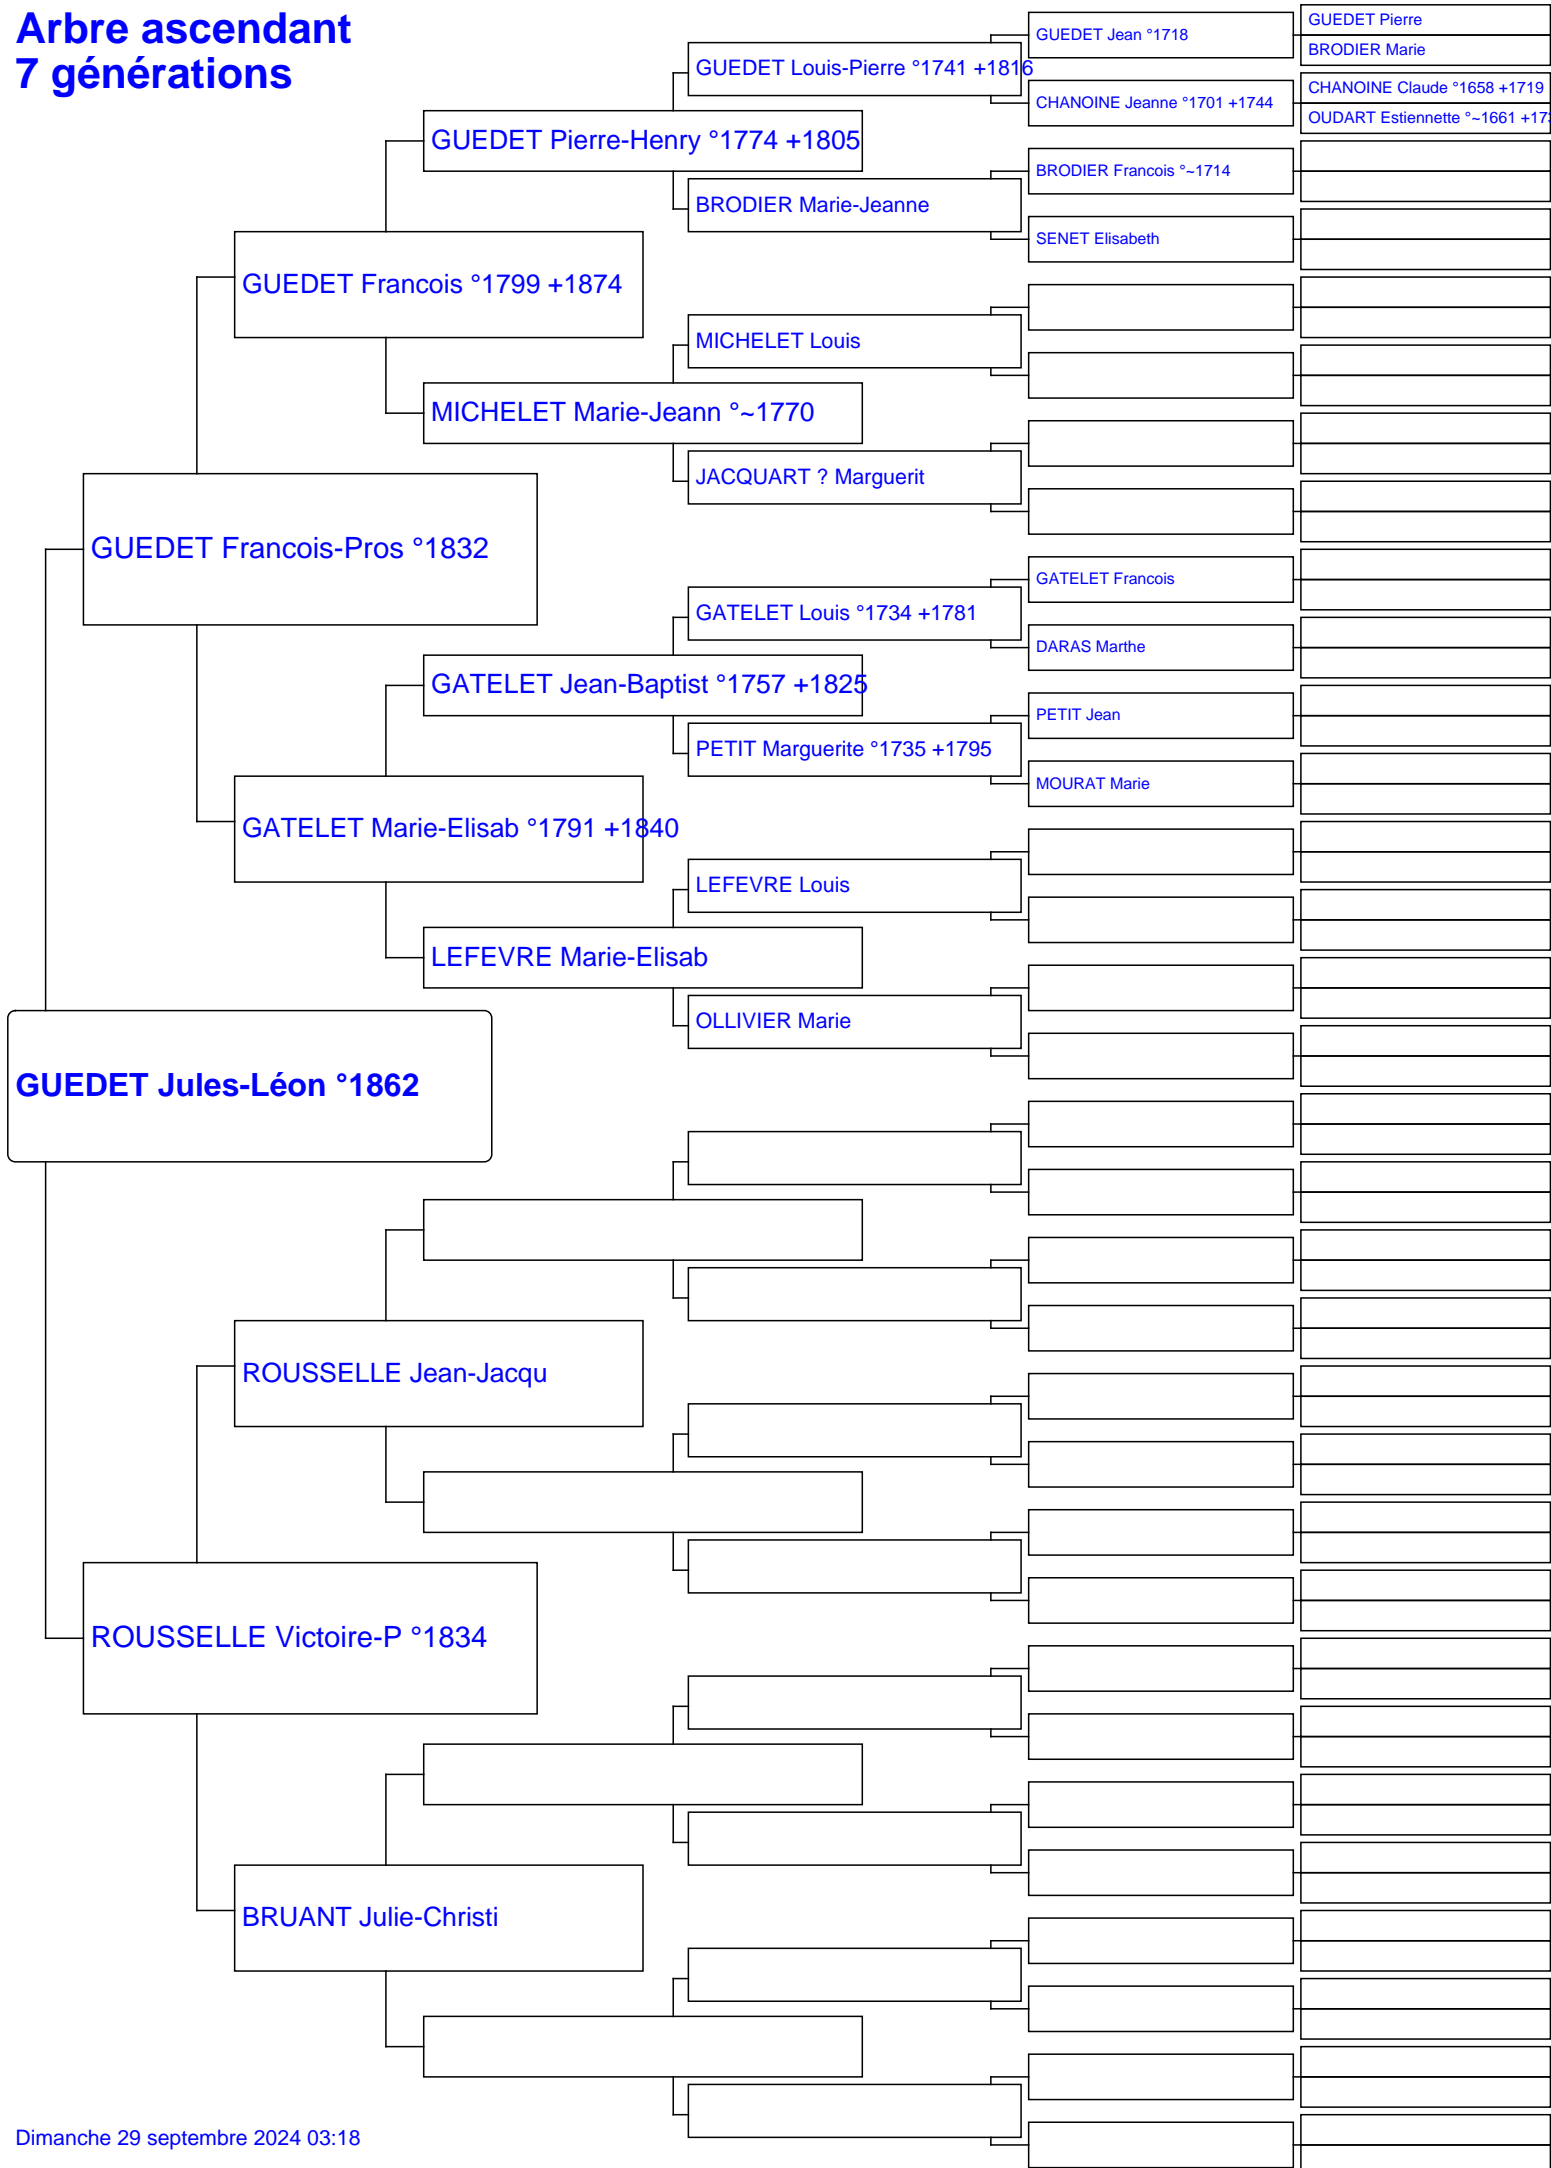 Arbre ascendant
7 générations
GUEDET Jules-Léon °1862
GUEDET Francois-Pros °1832
ROUSSELLE Victoire-P °1834
GUEDET Francois °1799 +1874
GATELET Marie-Elisab °1791 +1840
ROUSSELLE Jean-Jacqu
BRUANT Julie-Christi
GUEDET Pierre-Henry °1774 +1805
MICHELET Marie-Jeann °~1770
GATELET Jean-Baptist °1757 +1825
LEFEVRE Marie-Elisab
GUEDET Louis-Pierre °1741 +1816
BRODIER Marie-Jeanne
MICHELET Louis
JACQUART ? Marguerit
GATELET Louis °1734 +1781
PETIT Marguerite °1735 +1795
LEFEVRE Louis
OLLIVIER Marie
GUEDET Jean °1718
CHANOINE Jeanne °1701 +1744
BRODIER Francois °~1714
SENET Elisabeth
GATELET Francois
DARAS Marthe
PETIT Jean
MOURAT Marie
GUEDET Pierre
BRODIER Marie
CHANOINE Claude °1658 +1719
OUDART Estiennette °~1661
Dimanche 29 septembre 2024 03:18